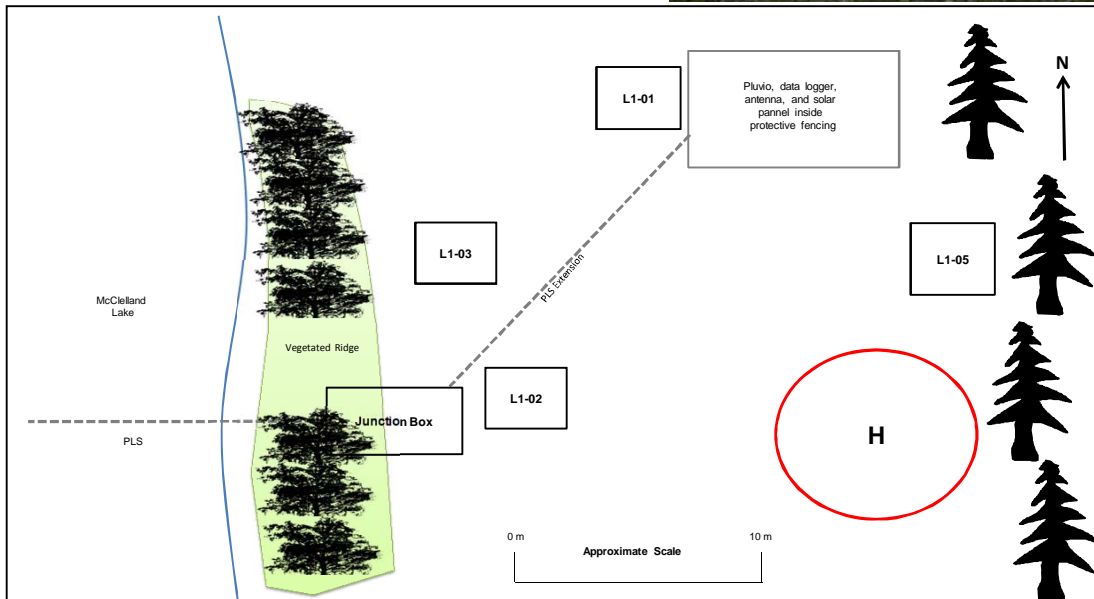 L1-01
Pluvio, data logger,
antenna, and solar
pannel inside
protective fencing
N
L1-03
PLS Extension
L1-05
McClelland
Lake
Vegetated Ridge
L1-02
Junction Box
PLS
H
0 m
Approximate Scale
10 m